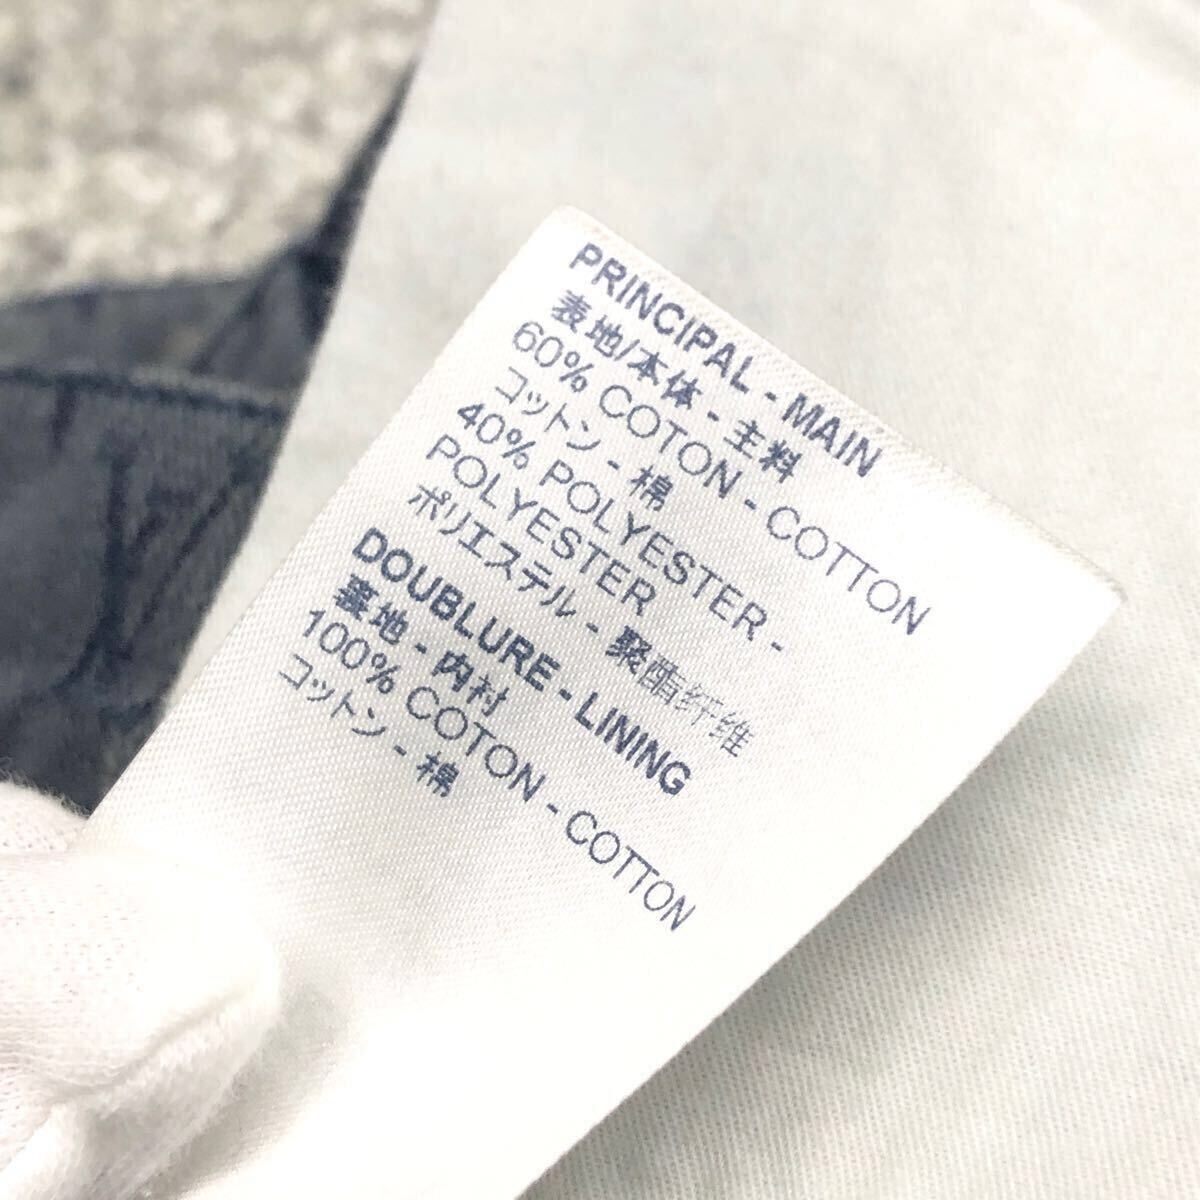 PRINCIPAL - MAIN
表地/本体 - 主料
60% COTON - COTTON
コットン - 棉
40% POLYESTER -
POLYESTER
ポリエステル - 聚酯纤维
DOUBLURE - LINING
裏地 - 内衬
100% COTON - COTTON
コットン - 棉